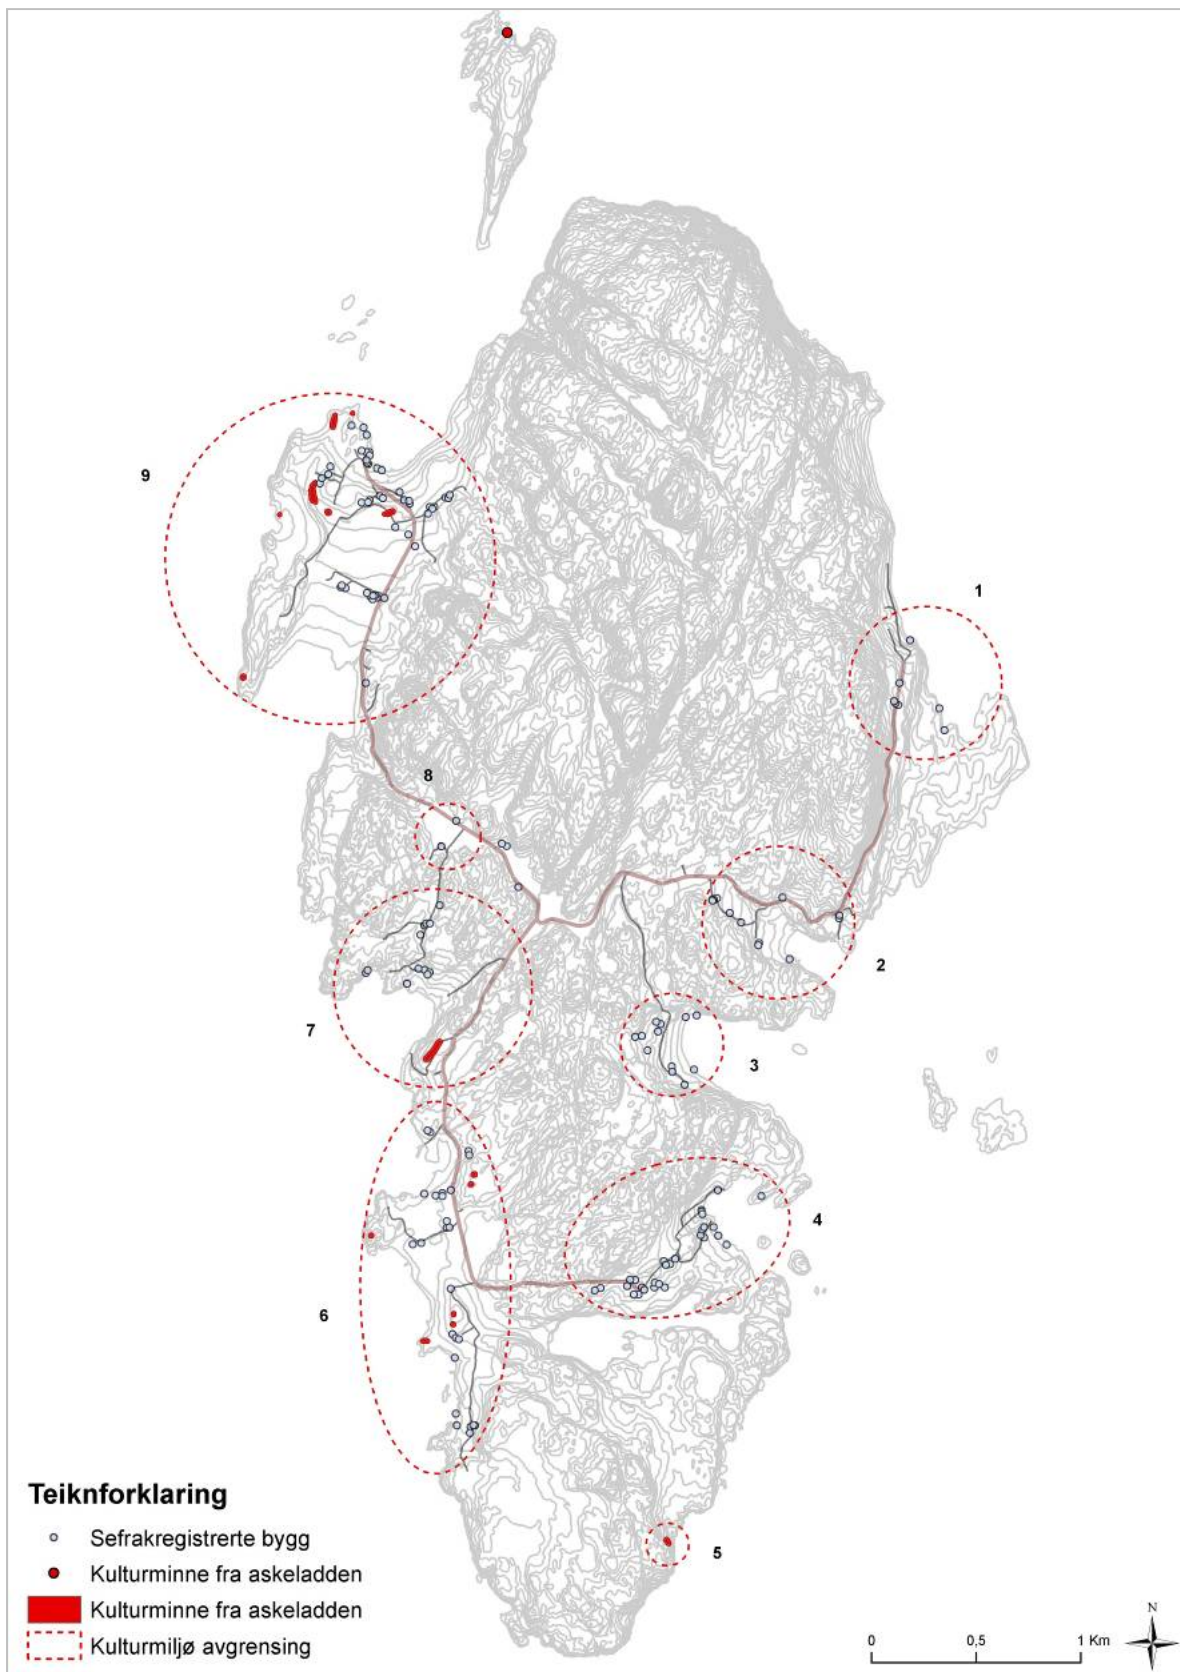 9
1
8
2
7
3
4
6
5
Teiknforklaring
Sefrakregistrerte bygg
Kulturminne fra askeladden
Kulturminne fra askeladden
Kulturmiljø avgrensing
0 0,5 1 Km
N